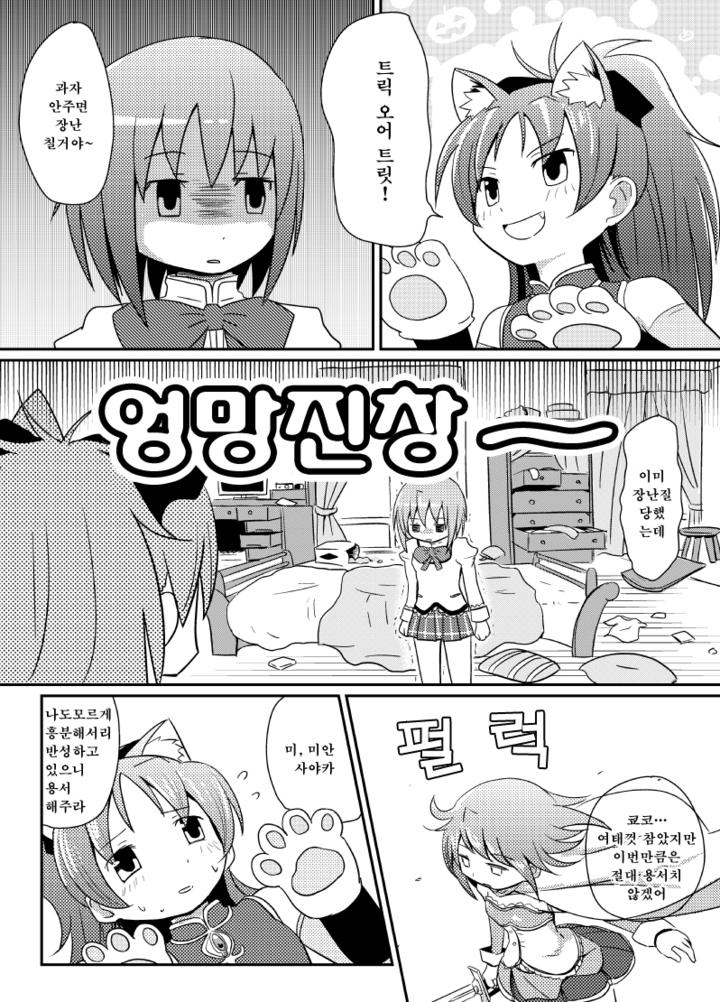 트릭 오어 트릿!
과자
안주면
장난
칠거야~
엉망진창~
이미
장난질
당했
는데
미, 미안
사야카
나도모르게
흥분해서리
반성하고
있으니
용서
해주라
펄럭
쿄코…
여태껏 참았지만
이번만큼은
절대 용서치
않겠어